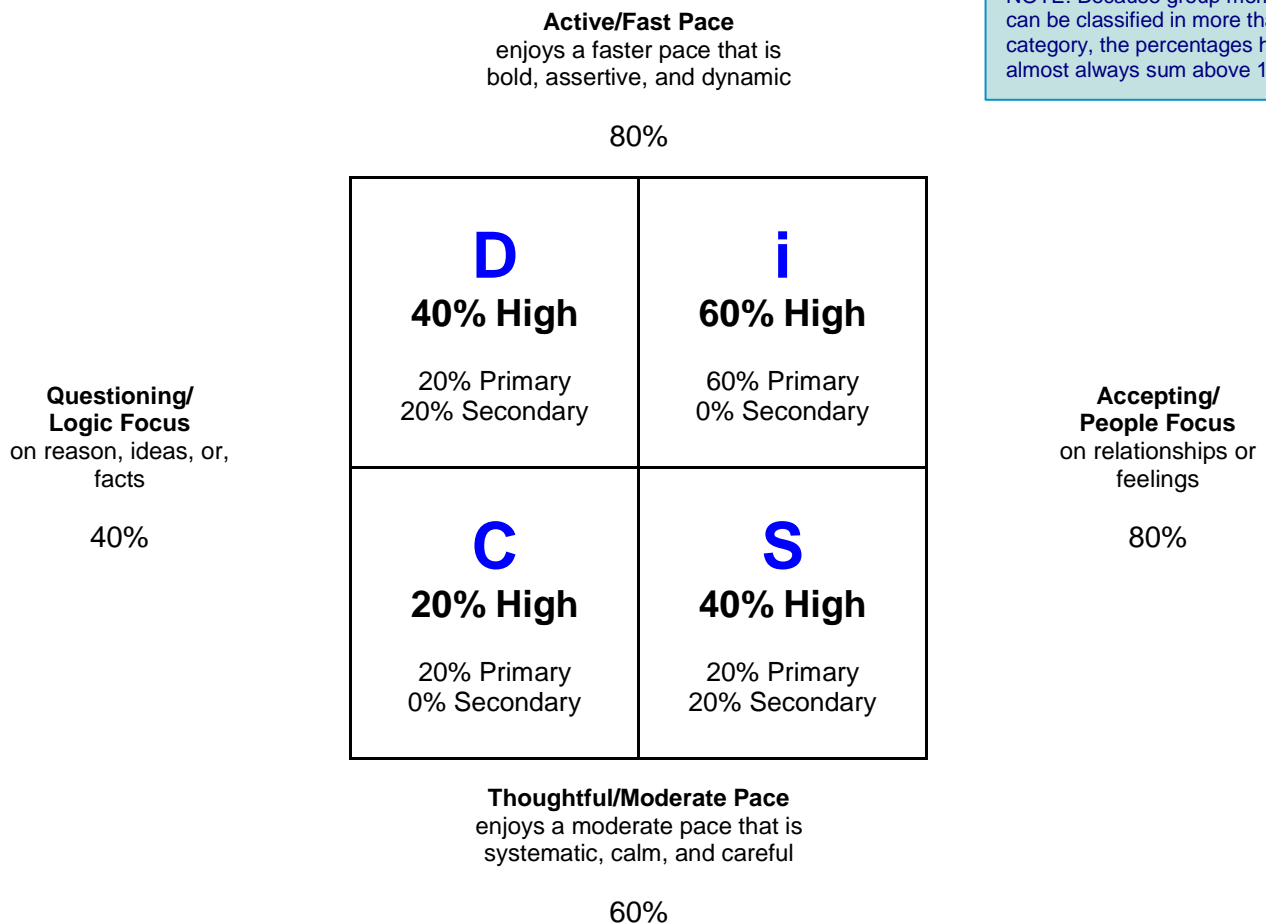 NOTE: Because group
can be classified in more
category, the percentages
almost always sum above
Active/Fast Pace
enjoys a faster pace that is
bold, assertive, and dynamic
80%
D
40% High
20% Primary
20% Secondary
i
60% High
60% Primary
0% Secondary
Questioning/
Logic Focus
on reason, ideas, or,
facts
40%
Accepting/
People Focus
on relationships or
feelings
80%
C
20% High
20% Primary
0% Secondary
S
40% High
20% Primary
20% Secondary
Thoughtful/Moderate Pace
enjoys a moderate pace that is
systematic, calm, and careful
60%